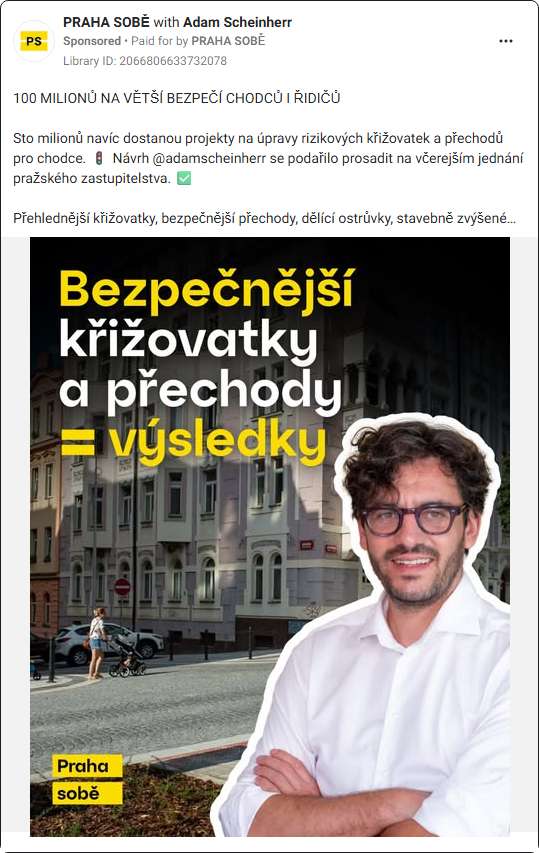 PRAHA SOBĚ with Adam Scheinherr
Sponsored • Paid for by PRAHA SOBĚ
Library ID: 2066806633732078
PS
100 MILIONŮ NA VĚTŠÍ BEZPEČÍ CHODCŮ I ŘIDIČŮ
Sto milionů navíc dostanou projekty na úpravy rizikových křižovatek a přechodů
pro chodce. 🚦 Návrh @adamscheinherr se podařilo prosadit na včerejším jednání
pražského zastupitelstva. ✅
Přehlednější křižovatky, bezpečnější přechody, dělící ostrůvky, stavebně zvýšené...
Bezpečnější
křižovatky
a přechody
= výsledky
Praha
sobě